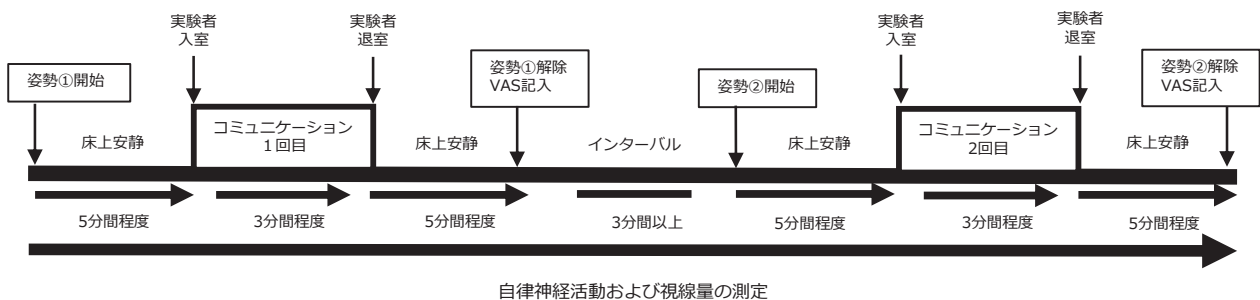 実験者
入室
実験者
退室
実験者
入室
実験者
退室
姿勢①開始
姿勢①解除
VAS記入
姿勢②開始
姿勢②解除
VAS記入
床上安静
コミュニケーション
1回目
床上安静
インターバル
床上安静
コミュニケーション
2回目
床上安静
5分間程度
3分間程度
5分間程度
3分間以上
5分間程度
3分間程度
5分間程度
自律神経活動および視線量の測定